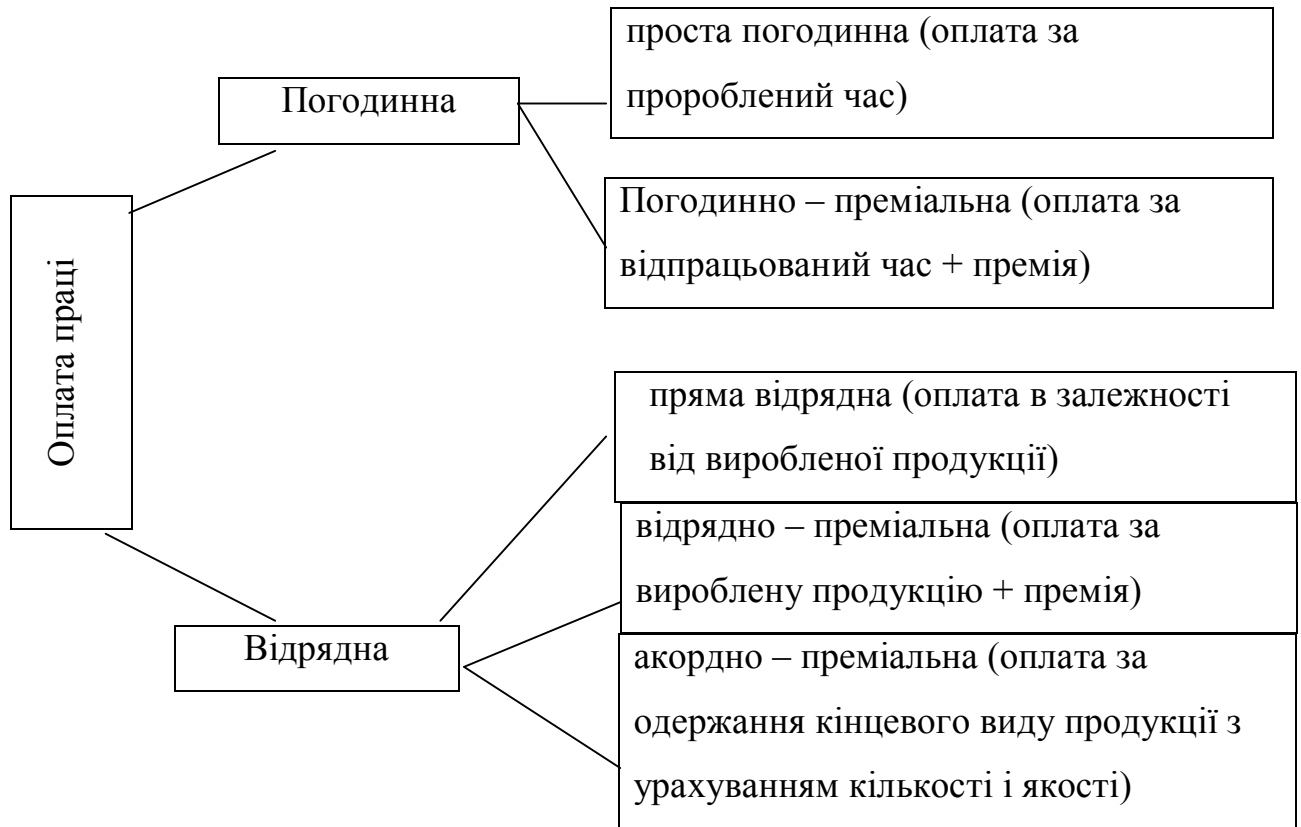 Оплата праці
Погодинна
проста погодинна (оплата за
пророблений час)
Погодинно – преміальна (оплата за
відпрацьований час + премія)
Відрядна
пряма відрядна (оплата в залежності
від виробленої продукції)
відрядно – преміальна (оплата за
вироблену продукцію + премія)
акордно – преміальна (оплата за
одержання кінцевого виду продукції з
урахуванням кількості і якості)